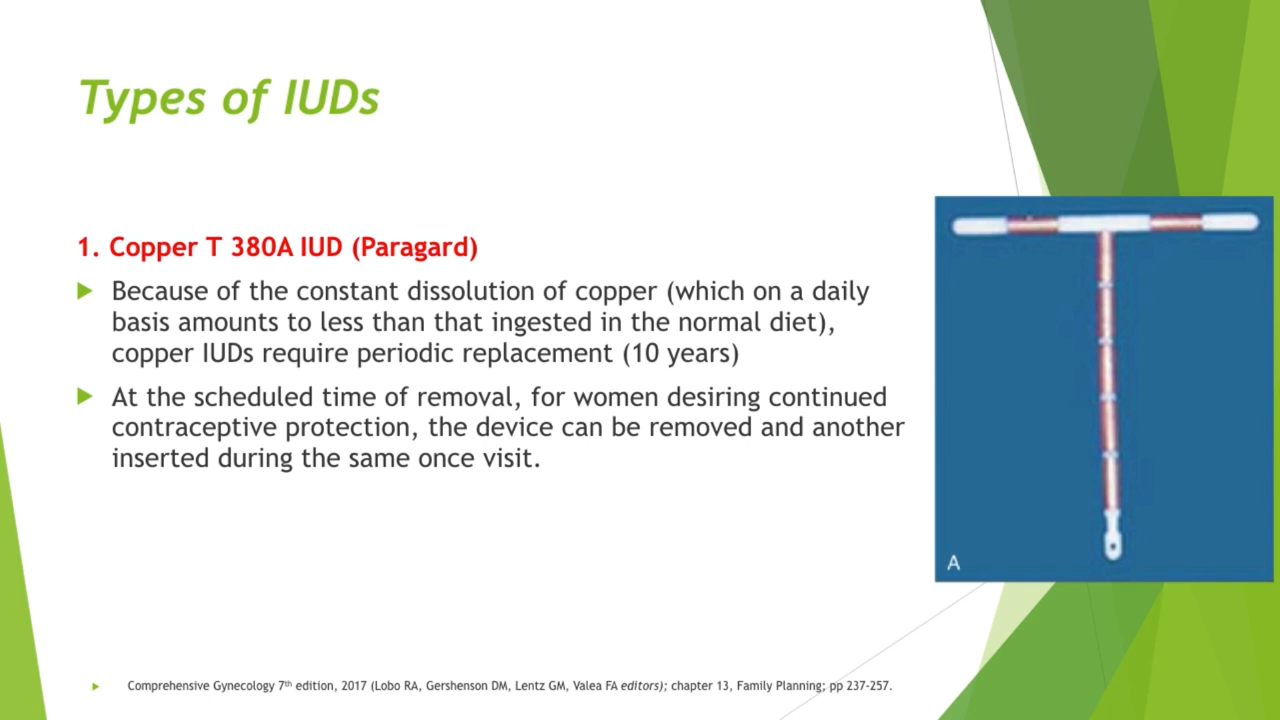 Types of IUDs
1. Copper T 380A IUD (Paragard)
Because of the constant dissolution of copper (which on a daily
basis amounts to less than that ingested in the normal diet),
copper IUDs require periodic replacement (10 years)
At the scheduled time of removal, for women desiring continued
contraceptive protection, the device can be removed and another
inserted during the same once visit.
A
Comprehensive Gynecology 7th edition, 2017 (Lobo RA, Gershenson DM, Lentz GM, Valea FA editors); chapter 13, Family Planning; pp 237-257.